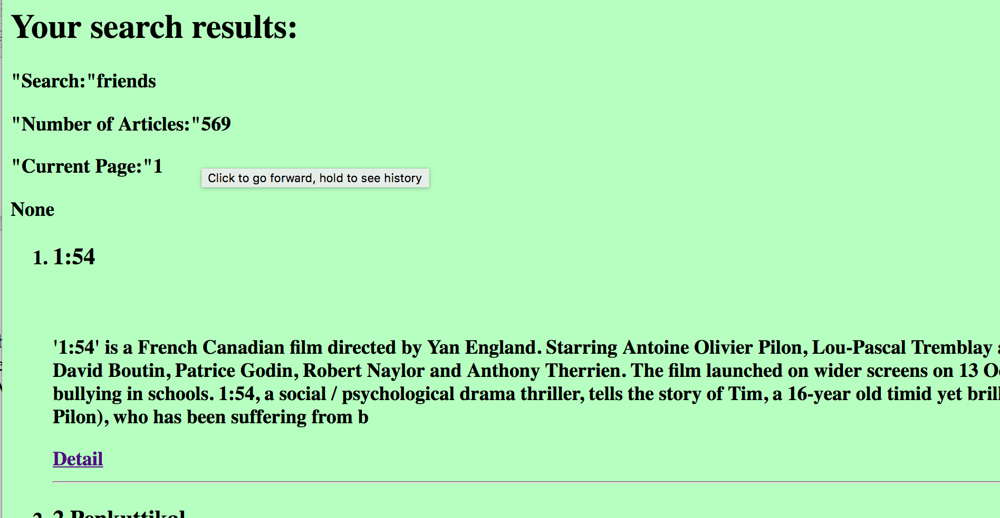 Your search results:
"Search:"friends
"Number of Articles:"569
"Current Page:"1
Click to go forward, hold to see history
None
1. 1:54
'1:54' is a French Canadian film directed by Yan England. Starring Antoine Olivier Pilon, Lou-Pascal Tremblay
David Boutin, Patrice Godin, Robert Naylor and Anthony Therrien. The film launched on wider screens on 13
bullying in schools. 1:54, a social / psychological drama thriller, tells the story of Tim, a 16-year old timid yet
Pilon), who has been suffering from b
Detail
2. 2 Penkuttikal